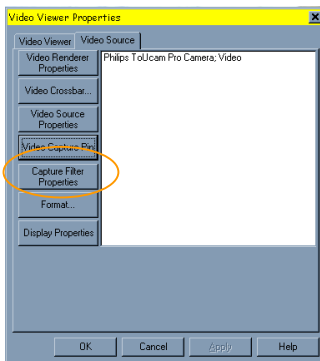 Video Viewer Properties
Video Viewer
Video Source
Video Renderer
Properties
Philips ToUcam Pro Camera; Video
Video Crossbar...
Video Source
Properties
Video Capture Pin
Capture Filter
Properties
Format...
Display Properties
OK
Cancel
Apply
Help